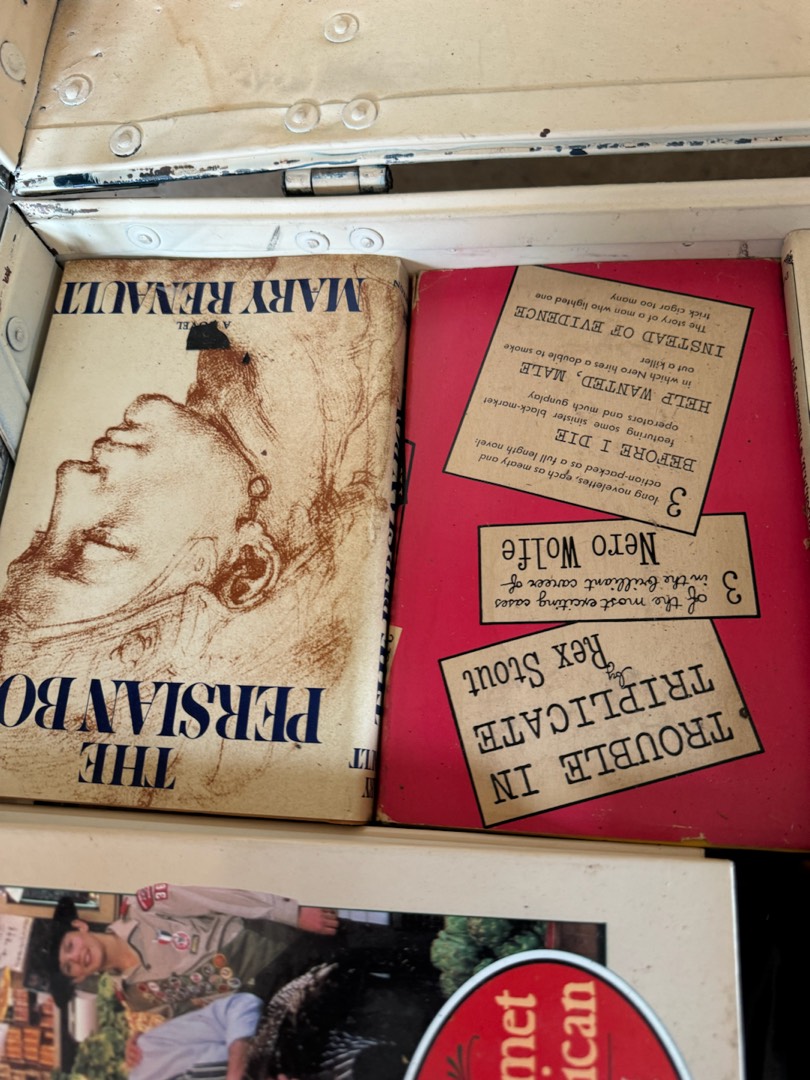 THE
PERSIAN BO
A NOVEL
MARY RENAULT
TROUBLE IN
TRIPLICATE
by Rex Stout
3 of the most exciting cases
in the brilliant career of
Nero Wolfe
3 long novelettes, each as meaty and
action-packed as a full length novel:
BEFORE I DIE
featuring some sinister black-market
operators and much gunplay
HELP WANTED, MALE
in which Nero hires a double to smoke
out a killer
INSTEAD OF EVIDENCE
The story of a man who lighted one
trick cigar too many
met
ican